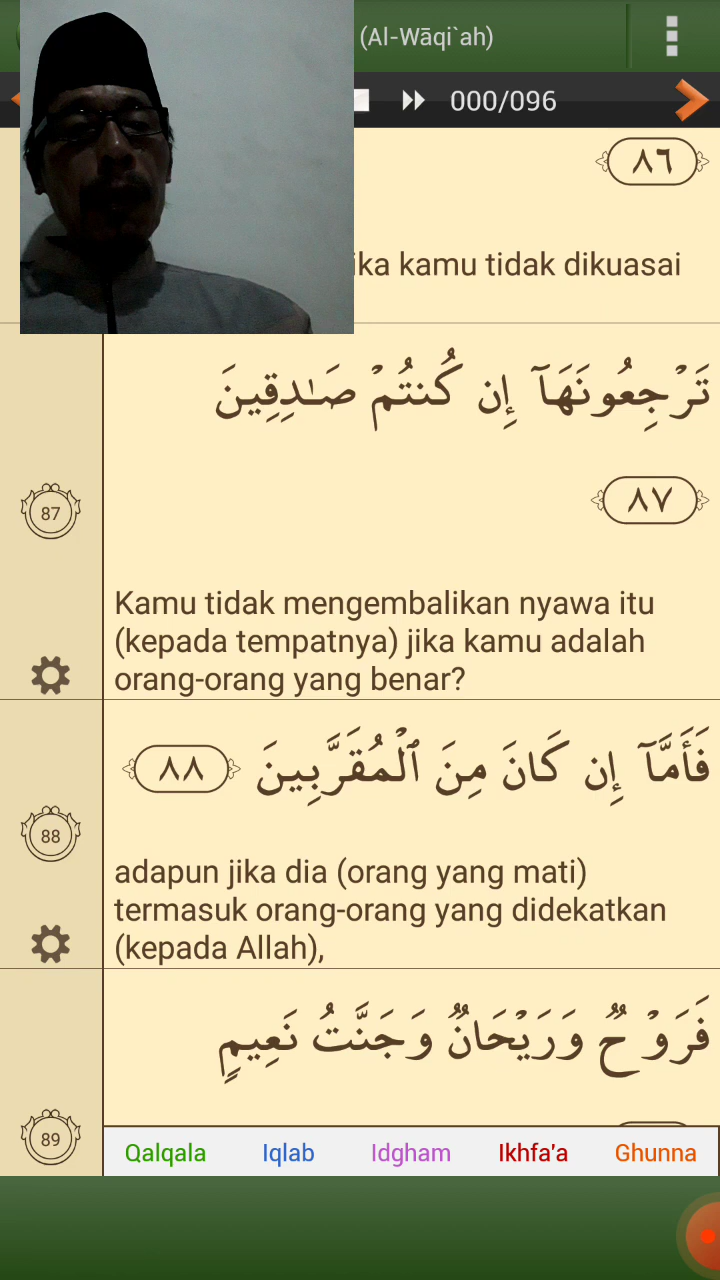 (Al-Wāqi`ah)
000/096
٨٦
ika kamu tidak dikuasai
تَرْجِعُونَهَآ إِن كُنتُمْ صَـٰدِقِينَ
٨٧
87
Kamu tidak mengembalikan nyawa itu
(kepada tempatnya) jika kamu adalah
orang-orang yang benar?
فَأَمَّآ إِن كَانَ مِنَ ٱلْمُقَرَّبِينَ ٨٨
88
adapun jika dia (orang yang mati)
termasuk orang-orang yang didekatkan
(kepada Allah),
فَرَوْحٌ وَرَيْحَانٌ وَجَنَّتُ نَعِيمٍ
89
Qalqala Iqlab Idgham Ikhfa'a Ghunna